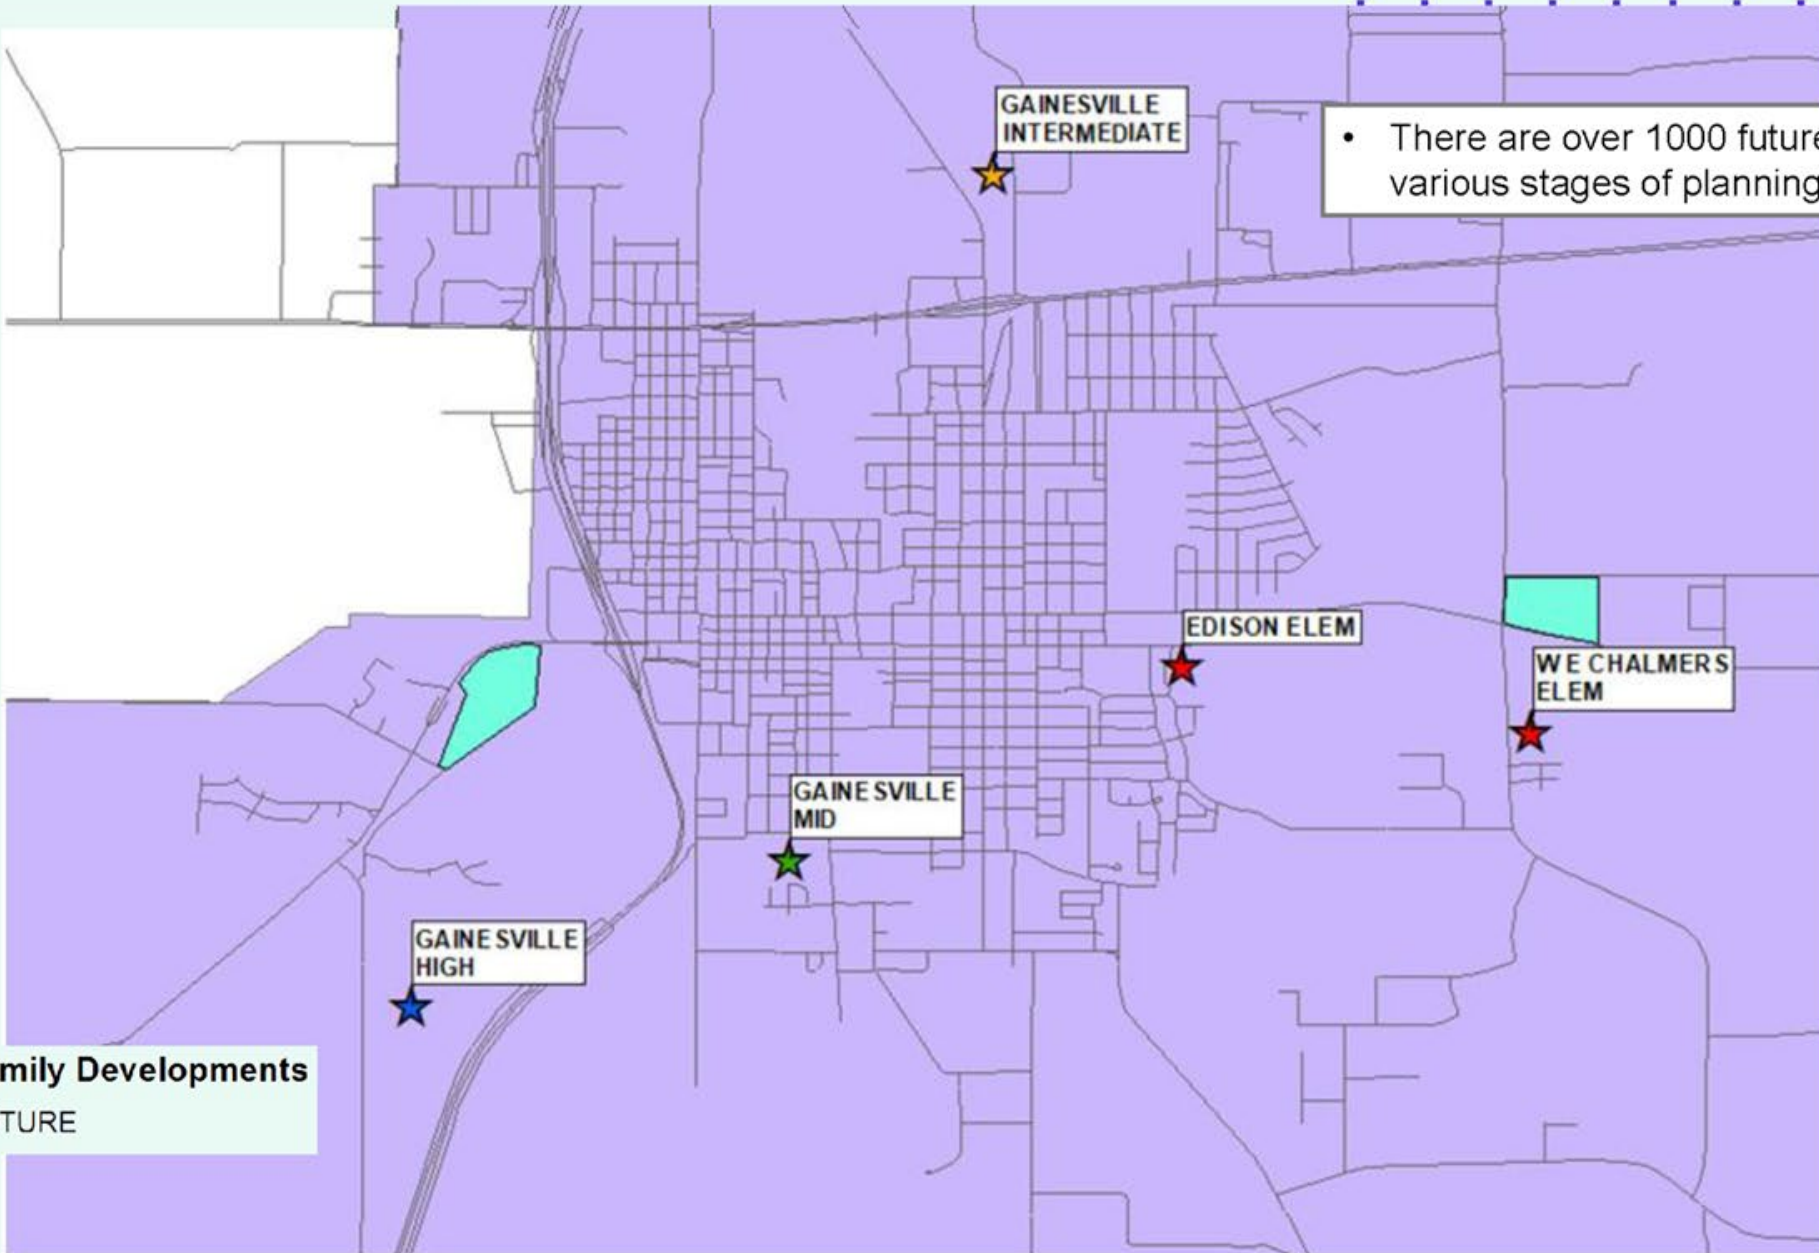 GAINESVILLE
INTERMEDIATE
• There are over 1000 future
various stages of planning
EDISON ELEM
W E CHALMERS
ELEM
GAINESVILLE
MID
GAINESVILLE
HIGH
mily Developments
TURE